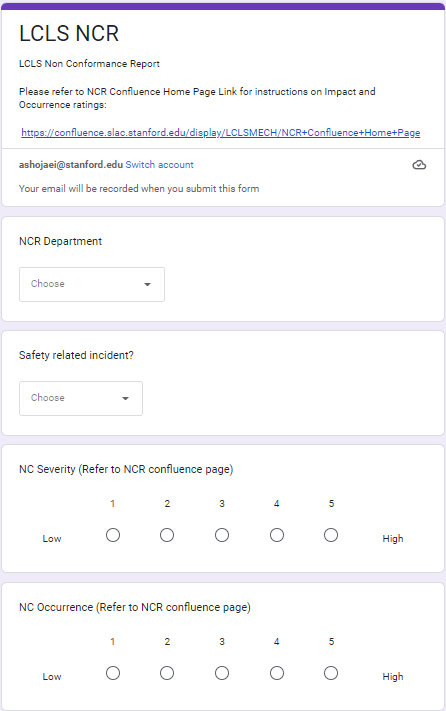 LCLS NCR
LCLS Non Conformance Report
Please refer to NCR Confluence Home Page Link for instructions on Impact and
Occurrence ratings:
https://confluence.slac.stanford.edu/display/LCLSMECH/NCR+Confluence+Home+Page
ashojaei@stanford.edu Switch account
Your email will be recorded when you submit this form
NCR Department
Choose
Safety related incident?
Choose
NC Severity (Refer to NCR confluence page)
1 2 3 4 5
Low High
NC Occurrence (Refer to NCR confluence page)
1 2 3 4 5
Low High